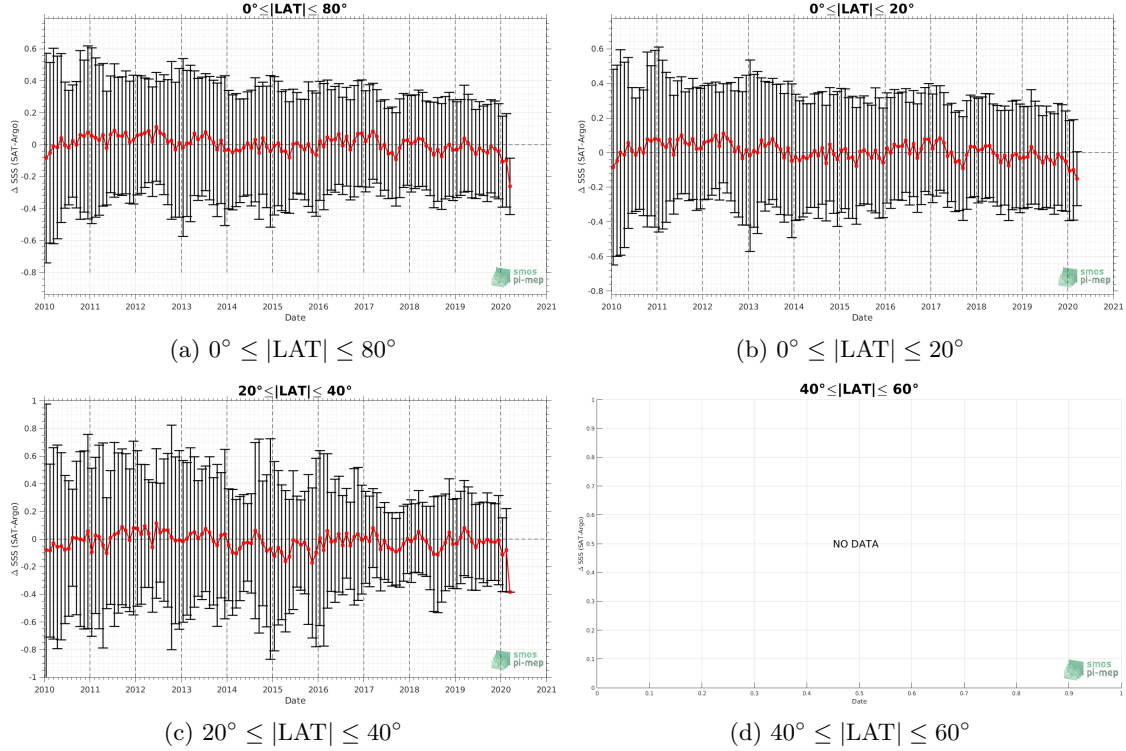 0°≤|LAT|≤ 80°
Δ SSS (SAT-Argo)
0.6
0.4
0.2
0
-0.2
-0.4
-0.6
-0.8
2010 2011 2012 2013 2014 2015 2016 2017 2018 2019 2020 2021
Date
smos
pi-mep
(a) 0° ≤ |LAT| ≤ 80°
0°≤|LAT|≤ 20°
Δ SSS (SAT-Argo)
0.6
0.4
0.2
0
-0.2
-0.4
-0.6
-0.8
2010 2011 2012 2013 2014 2015 2016 2017 2018 2019 2020 2021
Date
smos
pi-mep
(b) 0° ≤ |LAT| ≤ 20°
20°≤|LAT|≤ 40°
Δ SSS (SAT-Argo)
1
0.8
0.6
0.4
0.2
0
-0.2
-0.4
-0.6
-0.8
-1
2010 2011 2012 2013 2014 2015 2016 2017 2018 2019 2020 2021
Date
smos
pi-mep
(c) 20° ≤ |LAT| ≤ 40°
40°≤|LAT|≤ 60°
Δ SSS (SAT-Argo)
1
0.9
0.8
0.7
0.6
0.5
0.4
0.3
0.2
0.1
0
NO DATA
0 0.1 0.2 0.3 0.4 0.5 0.6 0.7 0.8 0.9 1
Date
smos
pi-mep
(d) 40° ≤ |LAT| ≤ 60°